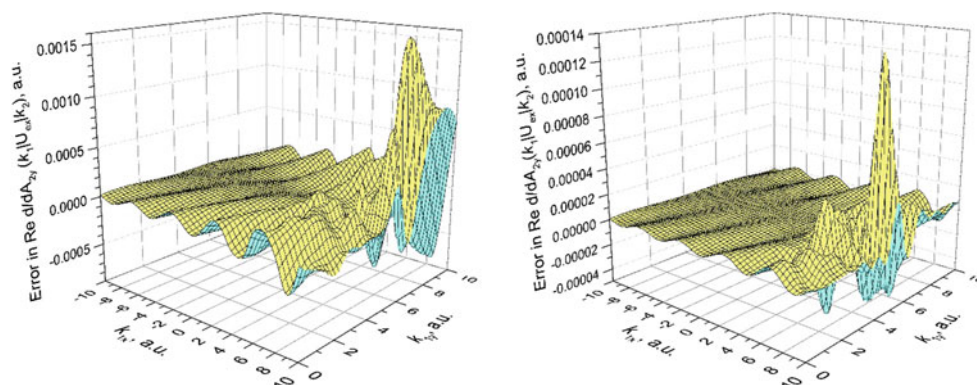 Error in Re d/dA2y (k1|Uex|k2), a.u.
0.0015
0.0010
0.0005
0.0000
-0.0005
-10 -8 -6 -4 -2 0 2 4 6 8 10
k1x, a.u.
0 2 4 6 8 10
k1y, a.u.
Error in Re d/dA2y(k1|Uex|k2), a.u.
0.00014
0.00012
0.00010
0.00008
0.00006
0.00004
0.00002
0.00000
-0.00002
-0.00004
-10 -8 -6 -4 -2 0 2 4 6 8 10
k1x, a.u.
0 2 4 6 8
k1y, a.u.